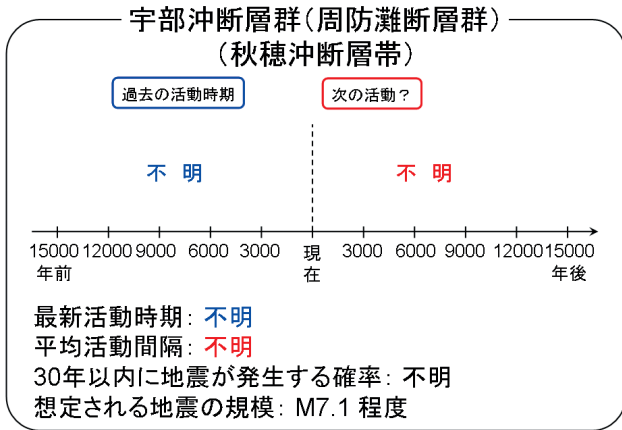 宇部沖断層群(周防灘断層群)
(秋穂沖断層帯)
過去の活動時期
次の活動?
不 明
不 明
15000 12000 9000 6000 3000 現在 3000 6000 9000 12000 15000
年前 年後
最新活動時期: 不明
平均活動間隔: 不明
30年以内に地震が発生する確率: 不明
想定される地震の規模: M7.1 程度